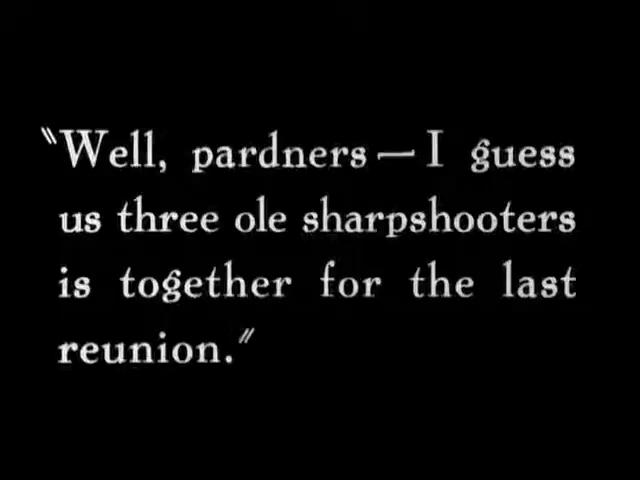 "Well, pardners — I guess
us three ole sharpshooters
is together for the last
reunion."